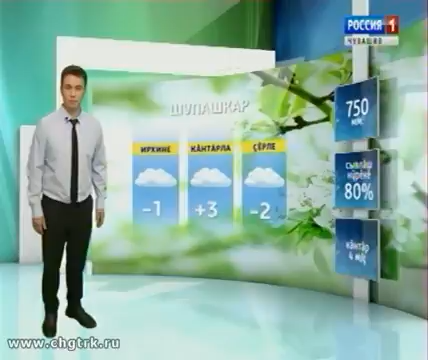 РОССИЯ 1
ЧУВАШИЯ
ШУПАШКАР
ИРХИНЕ КӐНТӐРЛА ҪӖРЛЕ
-1 +3 -2
750
мм
сывлӑш
нӳрӗкӗ
80%
кӑнтӑр
4 м/ҫ
www.chgtrk.ru